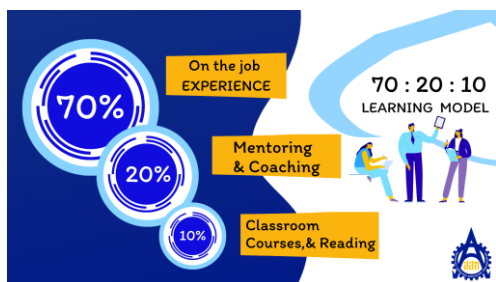 70%
On the job
EXPERIENCE
20%
Mentoring
& Coaching
10%
Classroom
Courses,& Reading
70 : 20 : 10
LEARNING MODEL